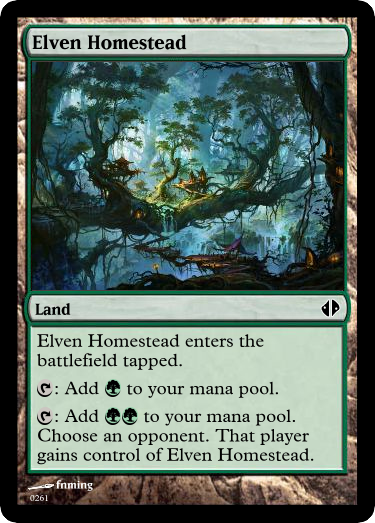 Elven Homestead
Land
Elven Homestead enters the
battlefield tapped.
: Add to your mana pool.
: Add to your mana pool.
Choose an opponent. That player
gains control of Elven Homestead.
fnming
0261